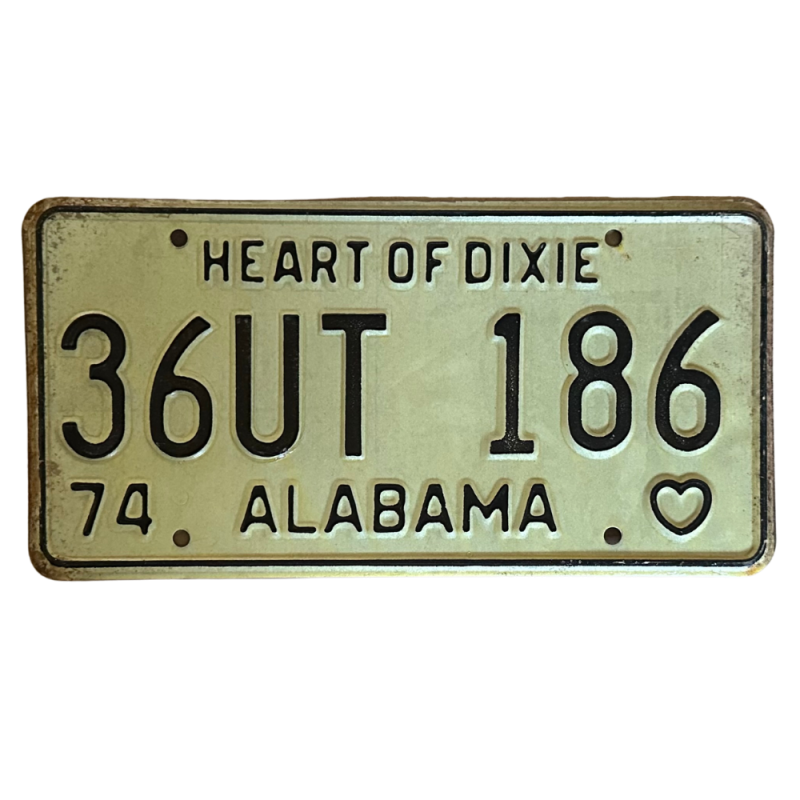 HEART OF DIXIE
36UT 186
74 ALABAMA